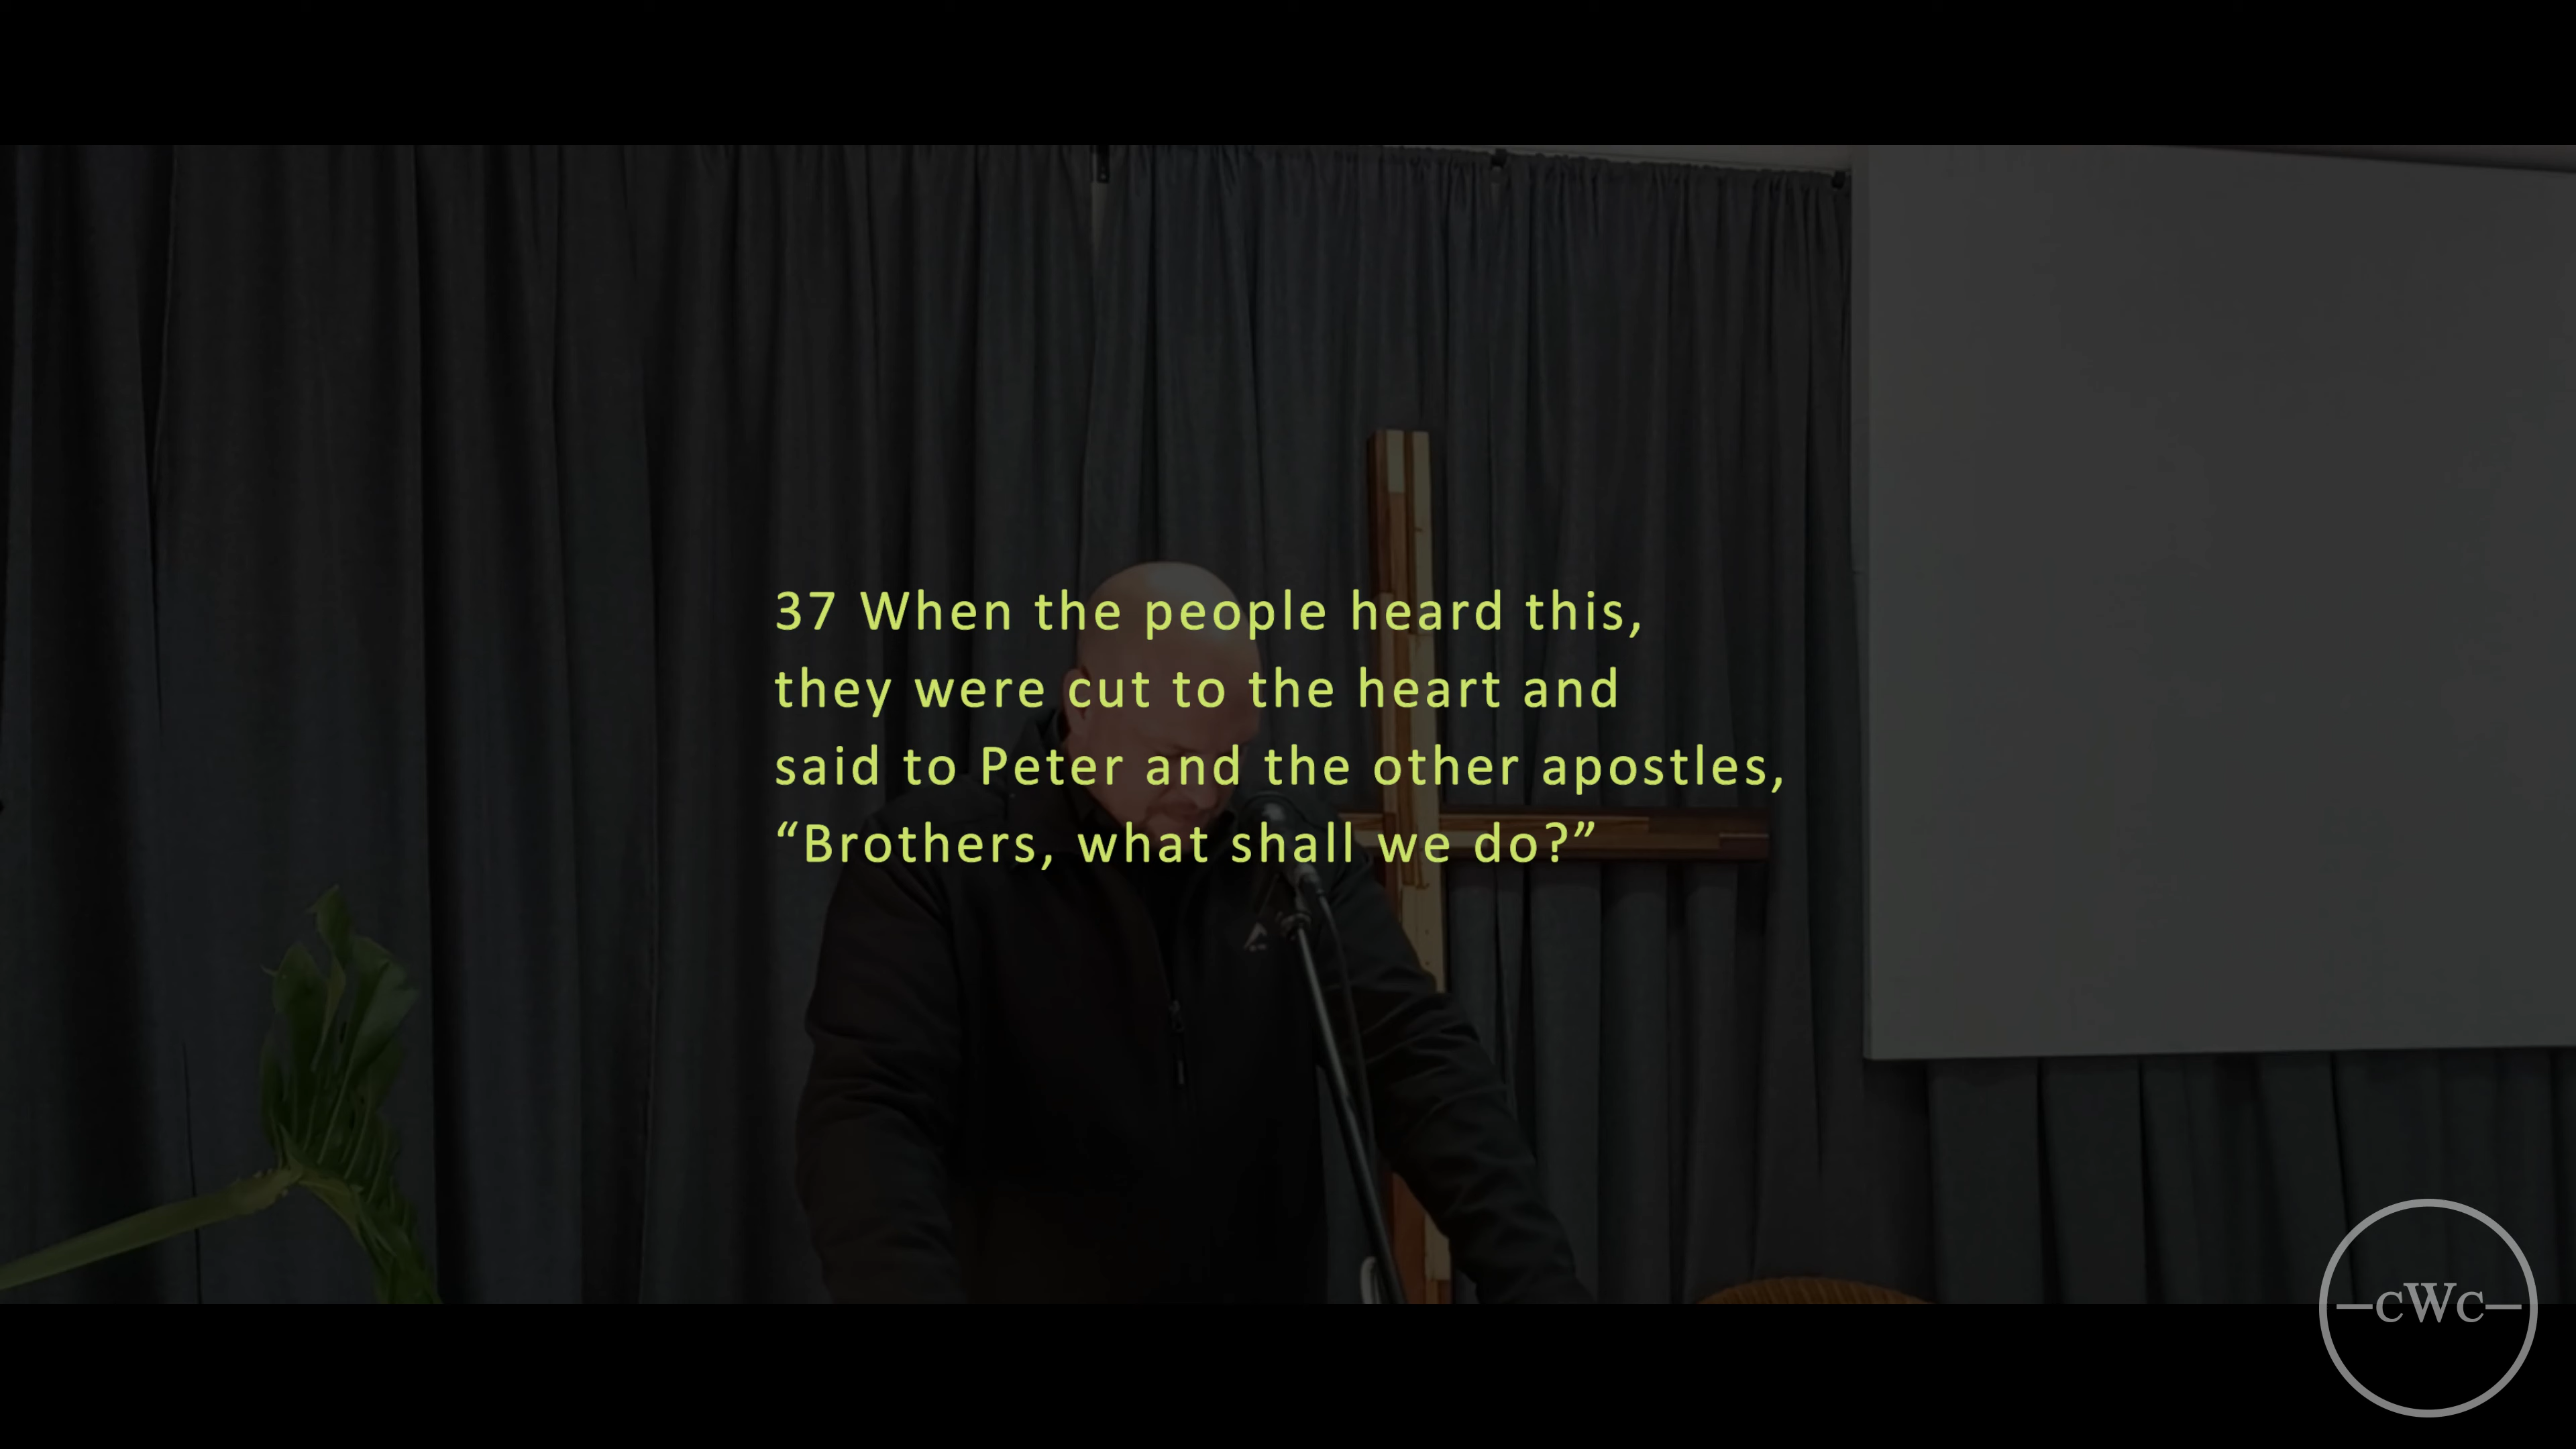 37 When the people heard this,
they were cut to the heart and
said to Peter and the other apostles,
“Brothers, what shall we do?”
cWc